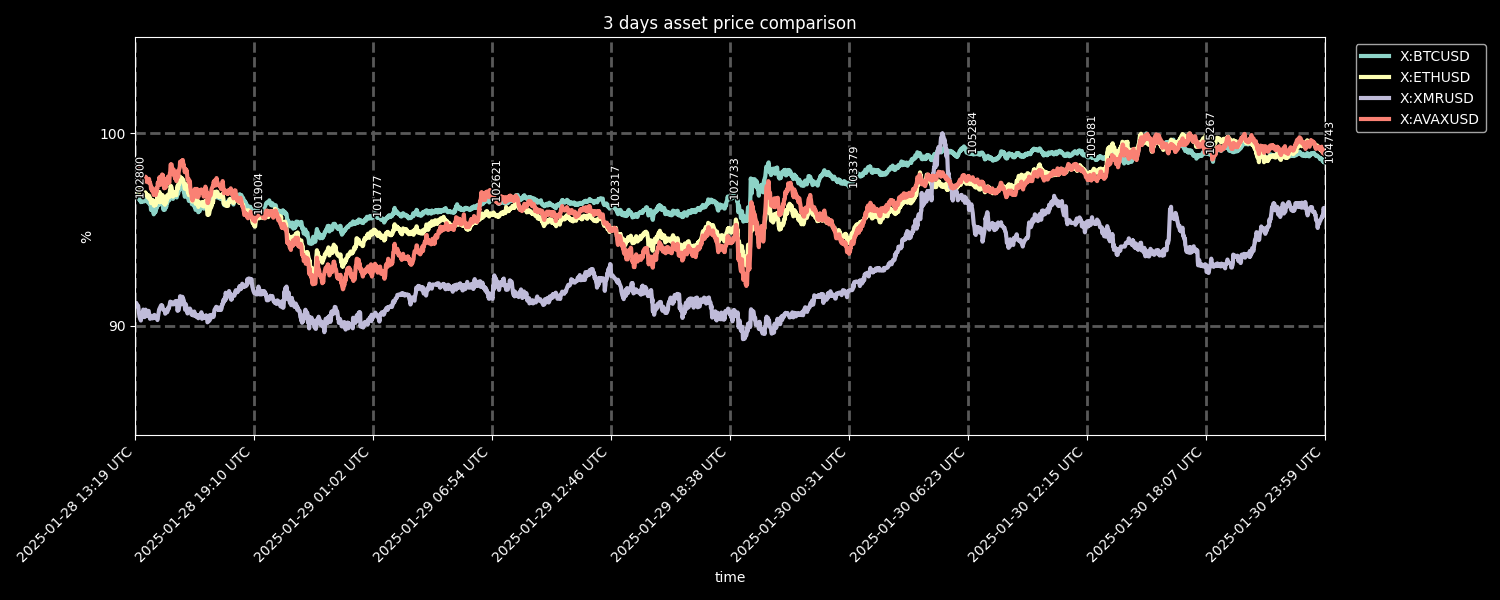 3 days asset price comparison
X:BTCUSD
X:ETHUSD
X:XMRUSD
X:AVAXUSD
100
90
%
102800
101904
101777
102621
102317
102733
103379
105284
105081
105267
104743
2025-01-28 13:19 UTC
2025-01-28 19:10 UTC
2025-01-29 01:02 UTC
2025-01-29 06:54 UTC
2025-01-29 12:46 UTC
2025-01-29 18:38 UTC
2025-01-30 00:31 UTC
2025-01-30 06:23 UTC
2025-01-30 12:15 UTC
2025-01-30 18:07 UTC
2025-01-30 23:59 UTC
time